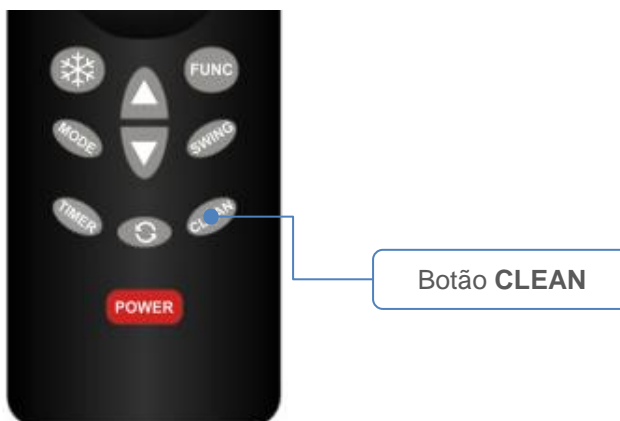 FUNC
MODE
SWING
TIMER
CLEAN
POWER
Botão CLEAN